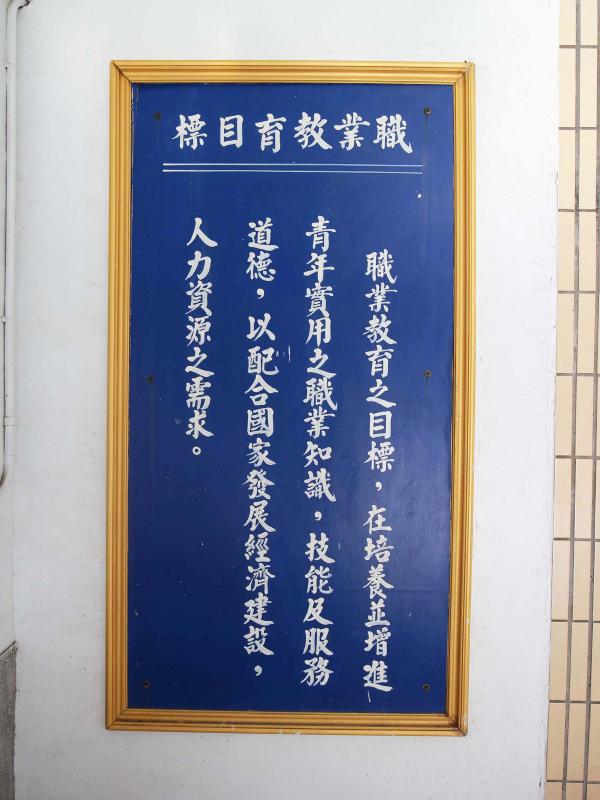 職業教育目標
職業教育之目標，在培養並增進
青年實用之職業知識，技能及服務
道德，以配合國家發展經濟建設，
人力資源之需求。